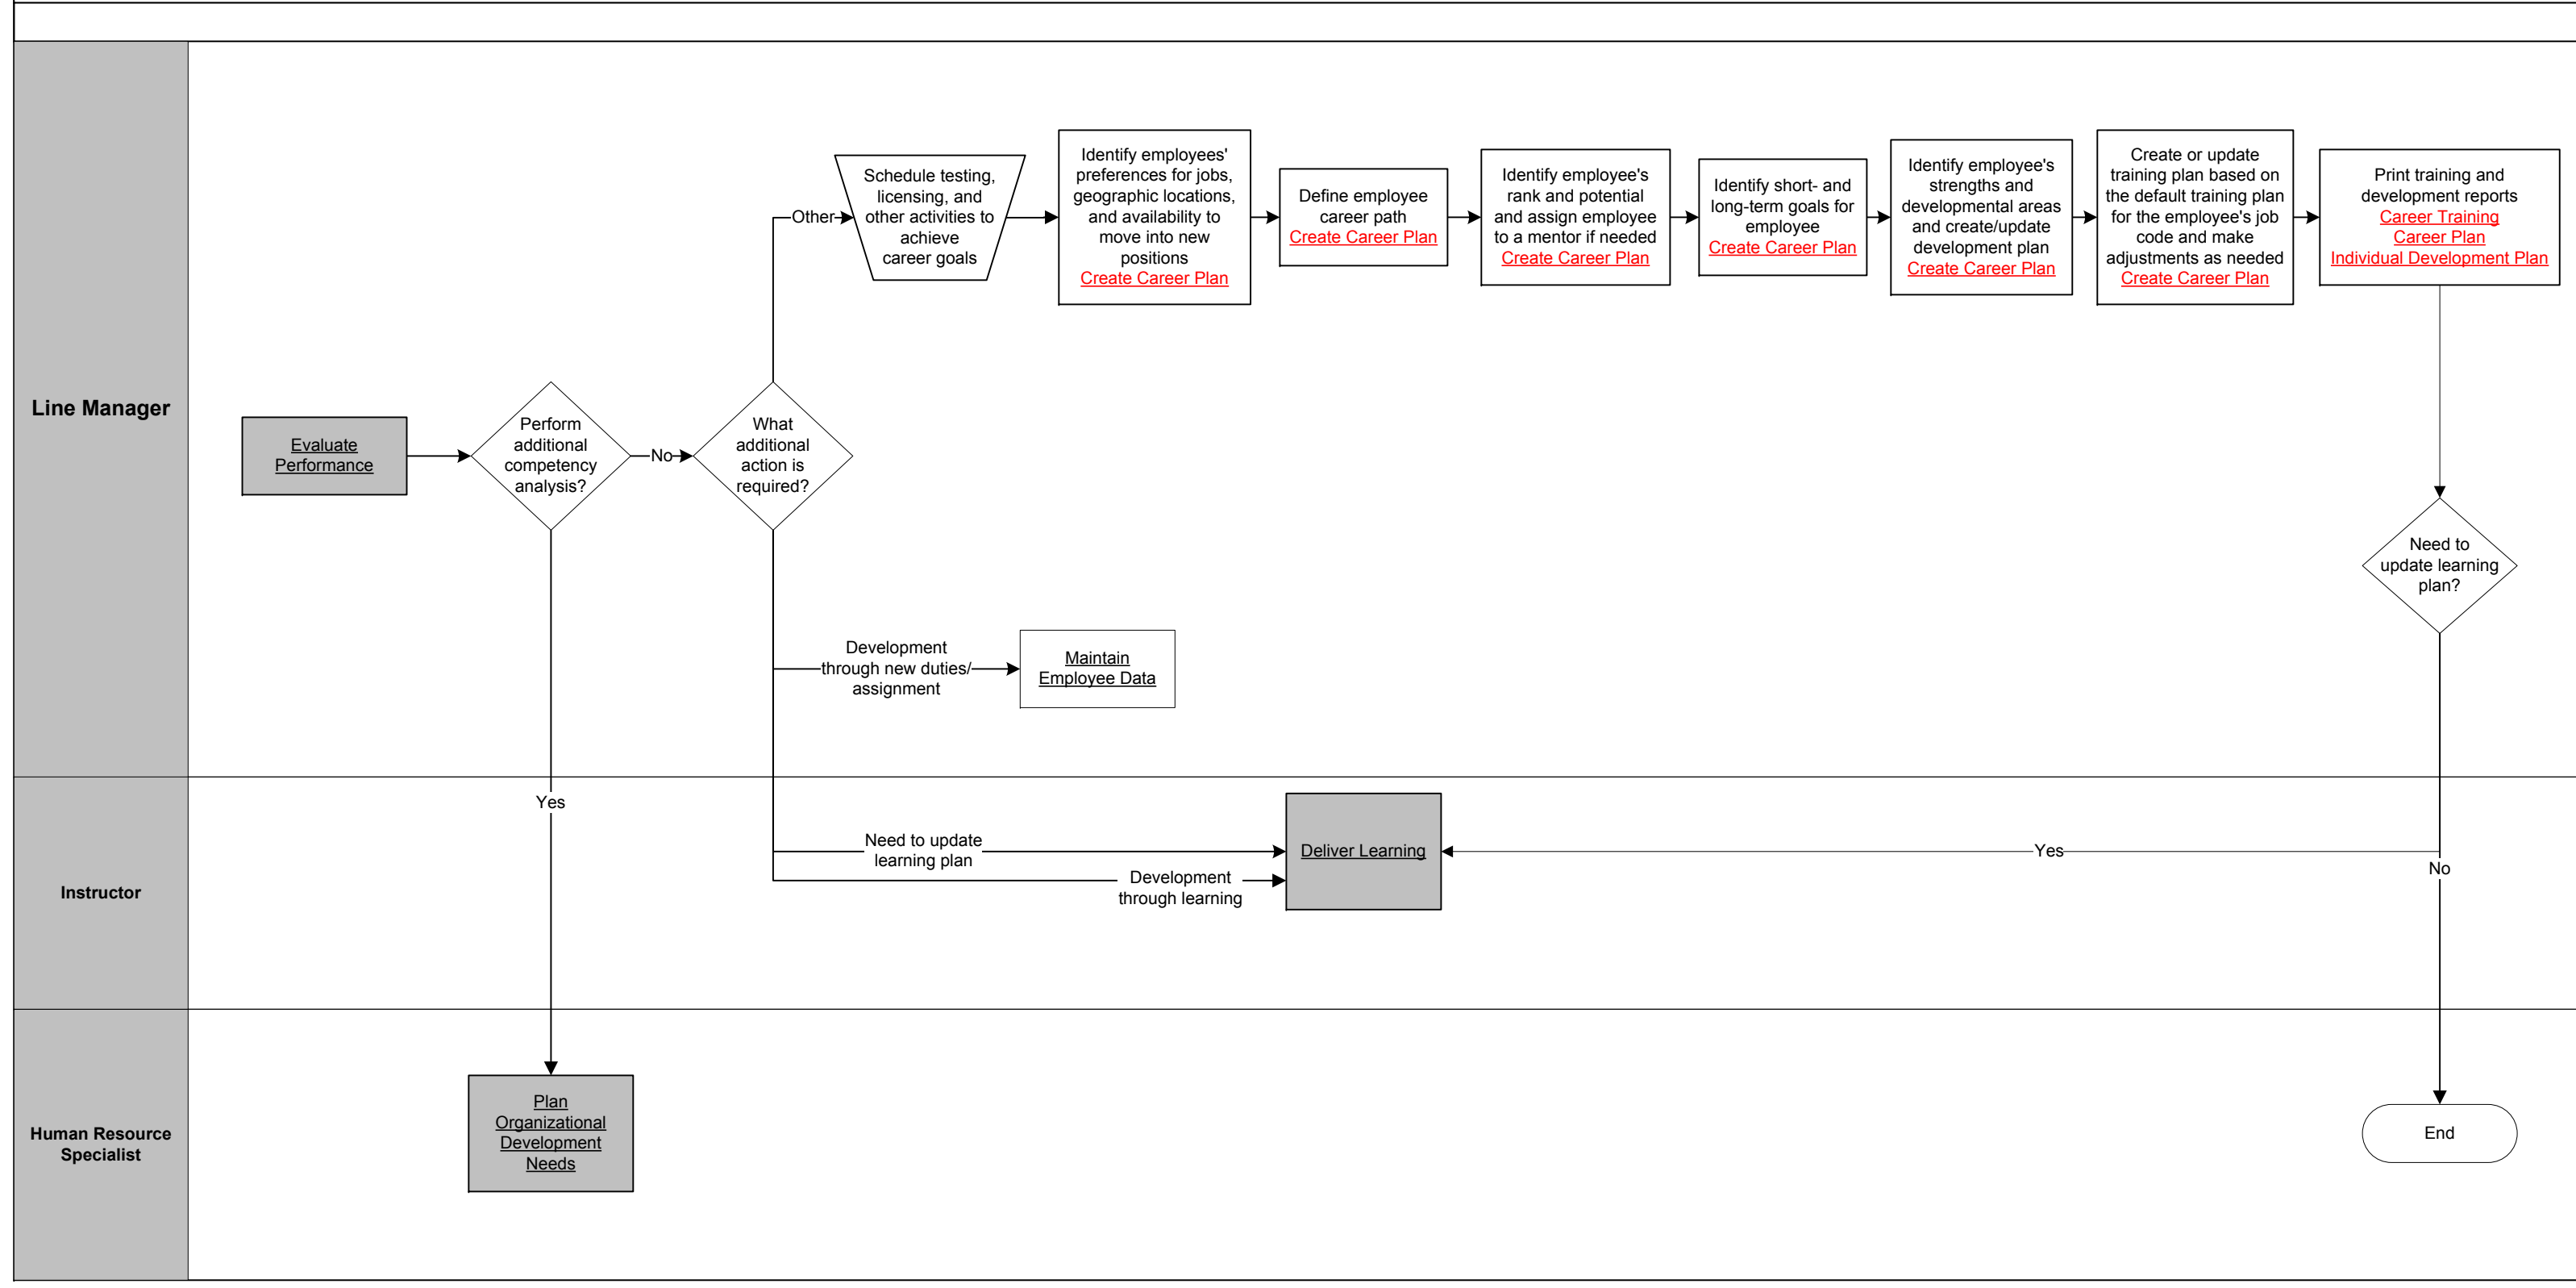 Line Manager
Evaluate
Performance
Perform
additional
competency
analysis?
No
What
additional
action is
required?
Other
Schedule testing,
licensing, and
other activities to
achieve
career goals
Identify employees'
preferences for jobs,
geographic locations,
and availability to
move into new
positions
Create Career Plan
Define employee
career path
Create Career Plan
Identify employee's
rank and potential
and assign employee
to a mentor if needed
Create Career Plan
Identify short- and
long-term goals for
employee
Create Career Plan
Identify employee's
strengths and
developmental areas
and create/update
development plan
Create Career Plan
Create or update
training plan based on
the default training plan
for the employee's job
code and make
adjustments as needed
Create Career Plan
Print training and
development reports
Career Training
Career Plan
Individual Development Plan
Need to
update learning
plan?
Development
through new duties/
assignment
Maintain
Employee Data
Instructor
Yes
Need to update
learning plan
Development
through learning
Deliver Learning
Yes
No
Human Resource
Specialist
Plan
Organizational
Development
Needs
End